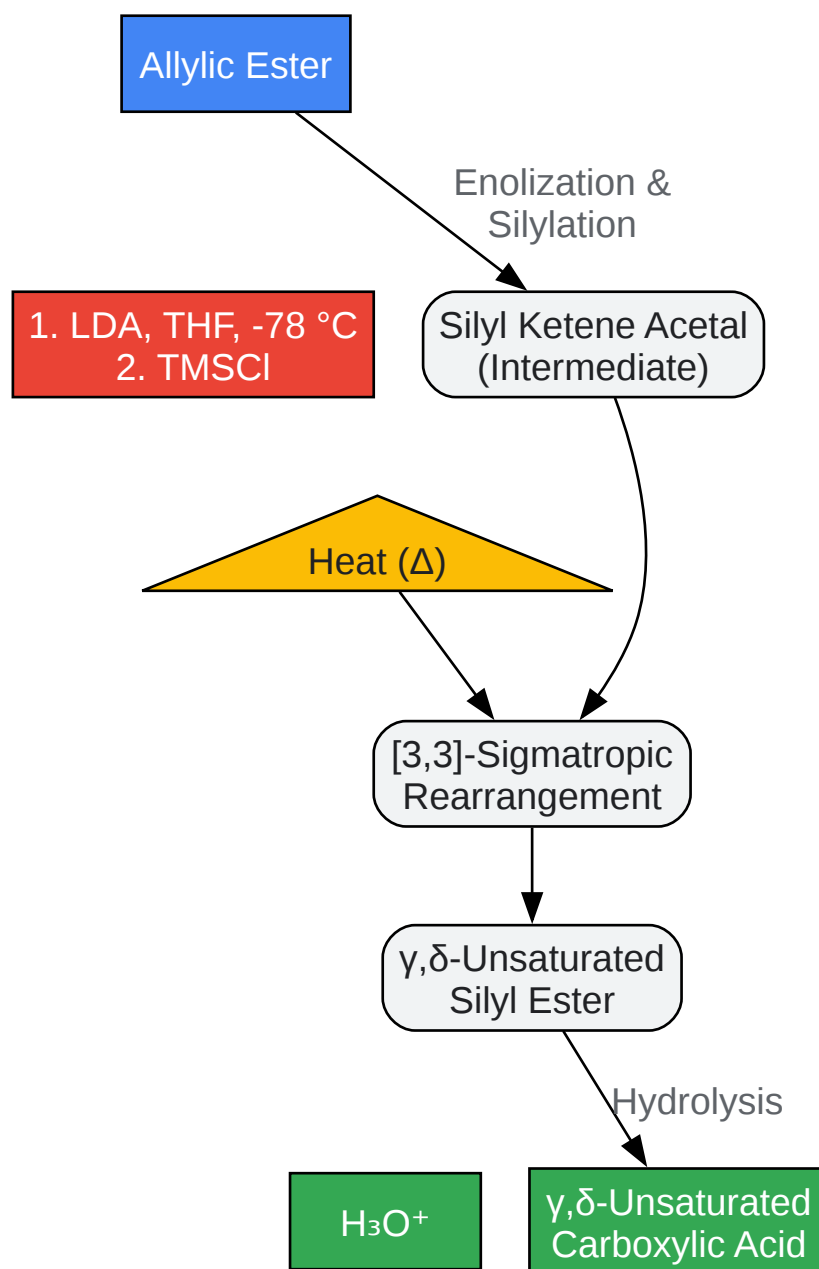 Allylic Ester
Enolization &
Silylation
1. LDA, THF, -78 °C
2. TMSCl
Silyl Ketene Acetal
(Intermediate)
Heat (Δ)
[3,3]-Sigmatropic
Rearrangement
γ,δ-Unsaturated
Silyl Ester
Hydrolysis
H₃O⁺
γ,δ-Unsaturated
Carboxylic Acid